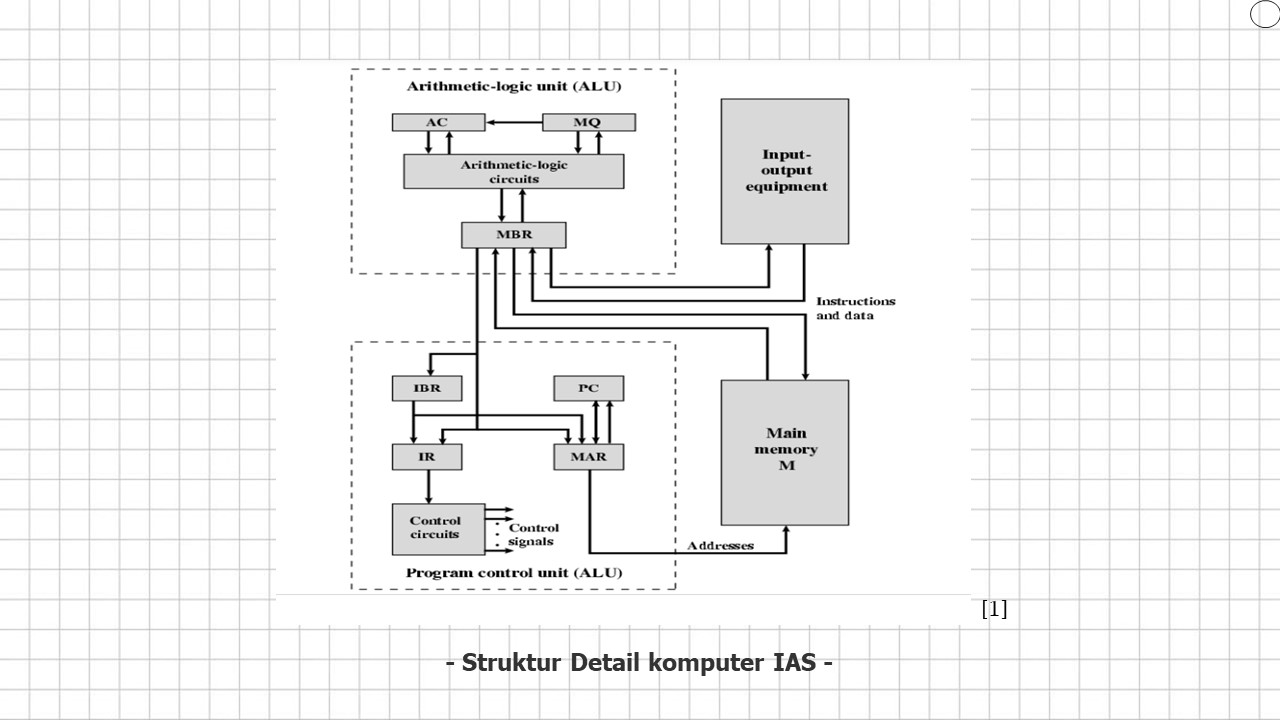 Arithmetic-logic unit (ALU)
AC
MQ
Arithmetic-logic
circuits
MBR
Input-
output
equipment
Instructions
and data
IBR
PC
IR
MAR
Main
memory
M
Control
circuits
Control
signals
Addresses
Program control unit (ALU)
[1]
- Struktur Detail komputer IAS -